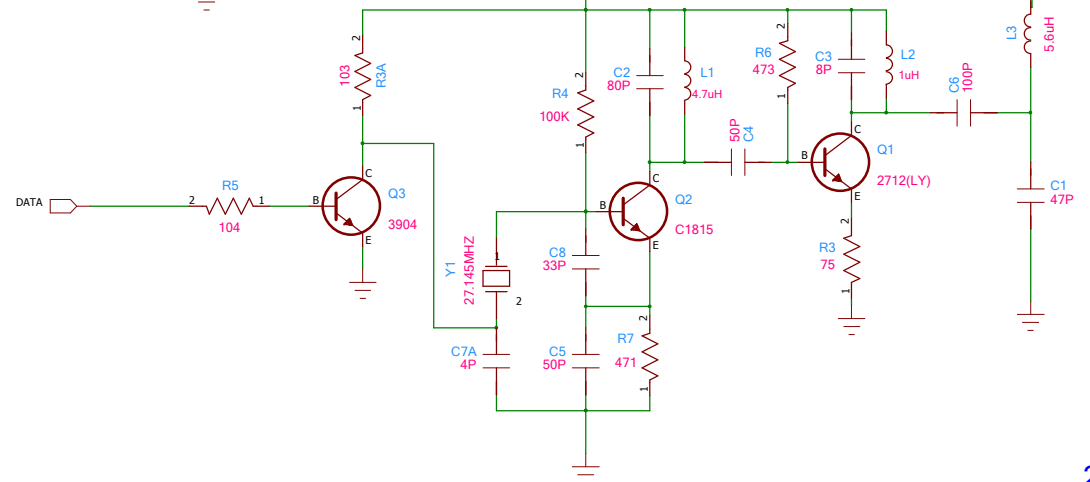 2
103
R3A
1
DATA
2
R5
1
104
B
C
Q3
3904
E
2
R4
100K
1
C2
80P
L1
4.7uH
2
R6
473
1
C3
8P
L2
1uH
C6
100P
L3
5.6uH
50P
C4
B
C
Q1
2712(LY)
E
2
R3
75
1
C1
47P
B
C
Q2
C1815
E
Y1
27.145MHZ
1
2
C8
33P
C7A
4P
C5
50P
2
R7
471
1